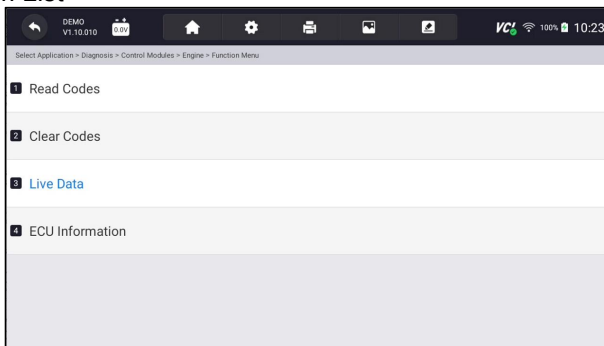 DEMO
V1.10.010
0.0V
VCI 100% 10:23
Select Application > Diagnosis > Control Modules > Engine > Function Menu
1 Read Codes
2 Clear Codes
3 Live Data
4 ECU Information